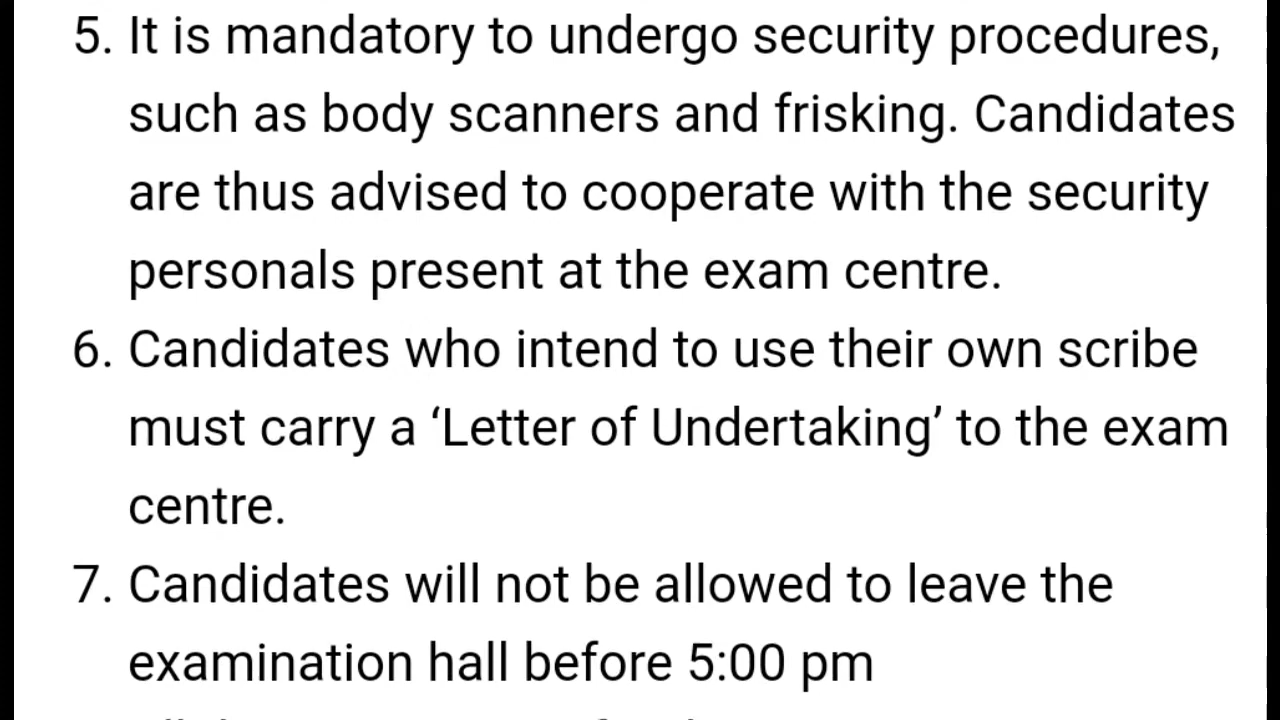 5. It is mandatory to undergo security procedures,
such as body scanners and frisking. Candidates
are thus advised to cooperate with the security
personals present at the exam centre.
6. Candidates who intend to use their own scribe
must carry a ‘Letter of Undertaking’ to the exam
centre.
7. Candidates will not be allowed to leave the
examination hall before 5:00 pm